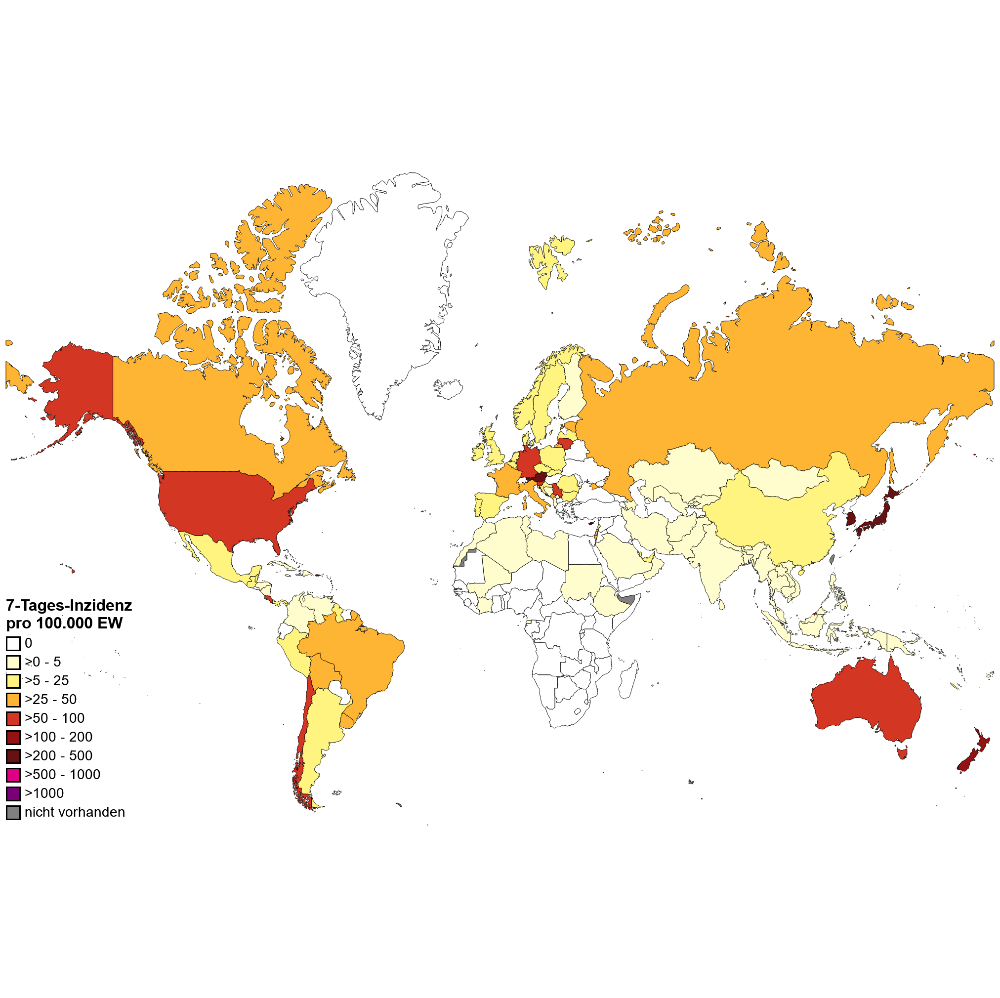 7-Tages-Inzidenz
pro 100.000 EW
0
>0 - 5
>5 - 25
>25 - 50
>50 - 100
>100 - 200
>200 - 500
>500 - 1000
>1000
nicht vorhanden